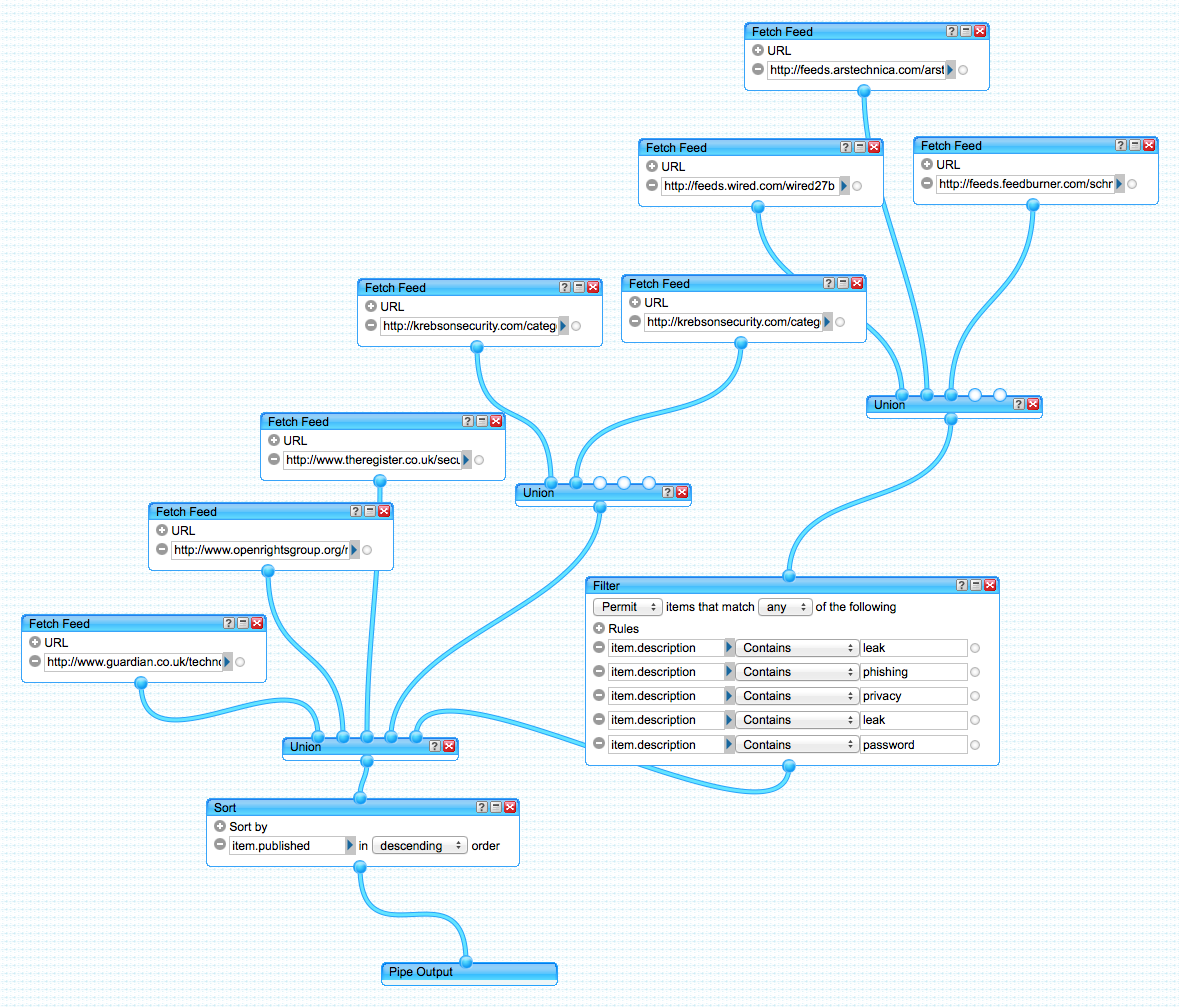 Fetch Feed
URL
http://feeds.arstechnica.com/arst
Fetch Feed
URL
http://feeds.wired.com/wired27b
Fetch Feed
URL
http://feeds.feedburner.com/schr
Fetch Feed
URL
http://krebsonsecurity.com/categ
Fetch Feed
URL
http://krebsonsecurity.com/categ
Union
Fetch Feed
URL
http://www.theregister.co.uk/secu
Union
Fetch Feed
URL
http://www.openrightsgroup.org/r
Filter
Permit items that match any of the following
Rules
item.description Contains leak
item.description Contains phishing
item.description Contains privacy
item.description Contains leak
item.description Contains password
Fetch Feed
URL
http://www.guardian.co.uk/techno
Union
Sort
Sort by
item.published in descending order
Pipe Output